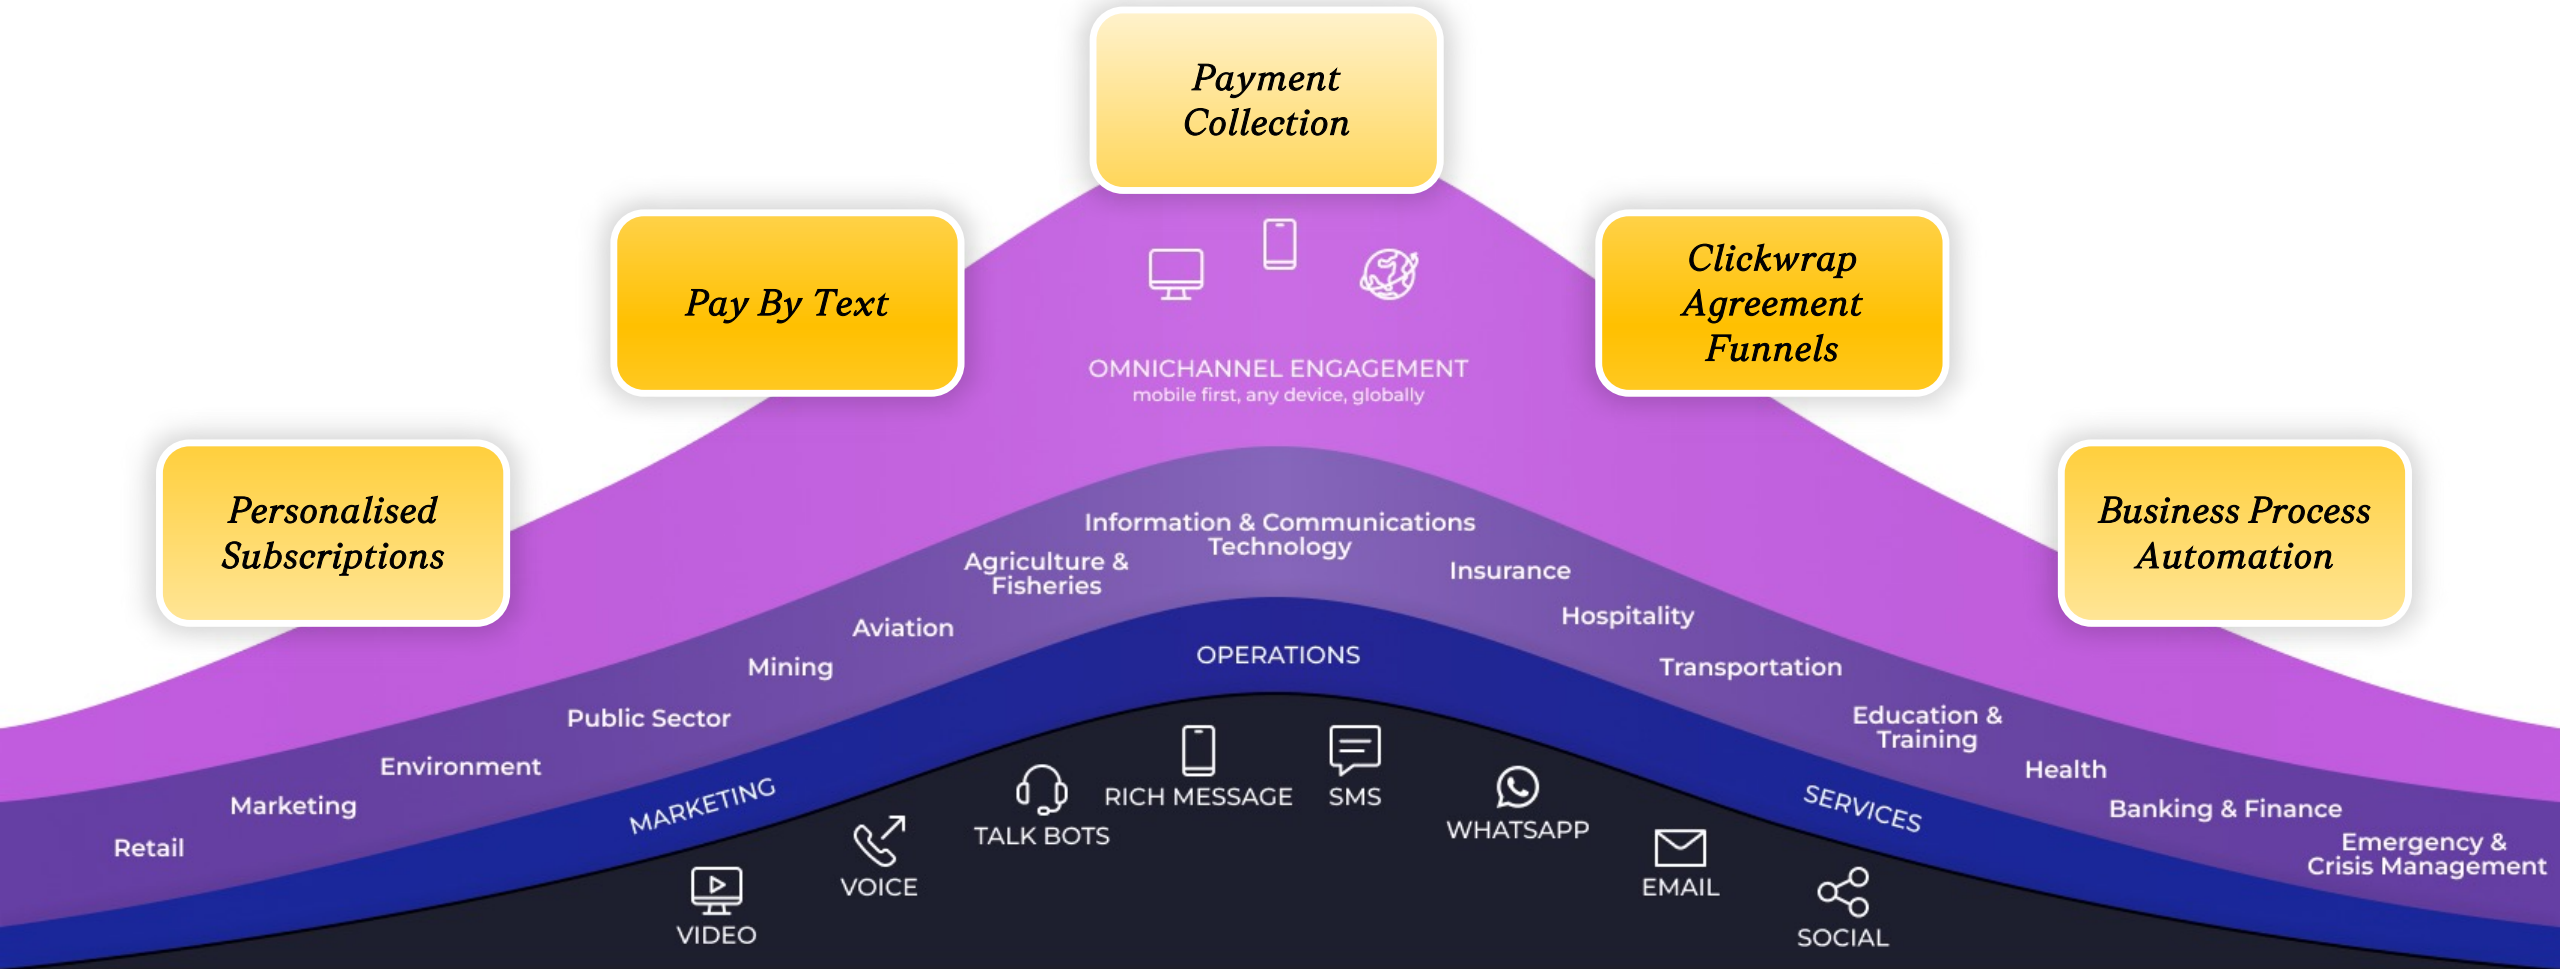 Payment
Collection
Pay By Text
Clickwrap
Agreement
Funnels
Personalised
Subscriptions
Business Process
Automation
OMNICHANNEL ENGAGEMENT
mobile first, any device, globally
Retail
Marketing
Environment
Public Sector
Mining
Aviation
Agriculture &
Fisheries
Information & Communications
Technology
Insurance
Hospitality
Transportation
Education &
Training
Health
Banking & Finance
Emergency &
Crisis Management
MARKETING
OPERATIONS
SERVICES
VIDEO
VOICE
TALK BOTS
RICH MESSAGE
SMS
WHATSAPP
EMAIL
SOCIAL